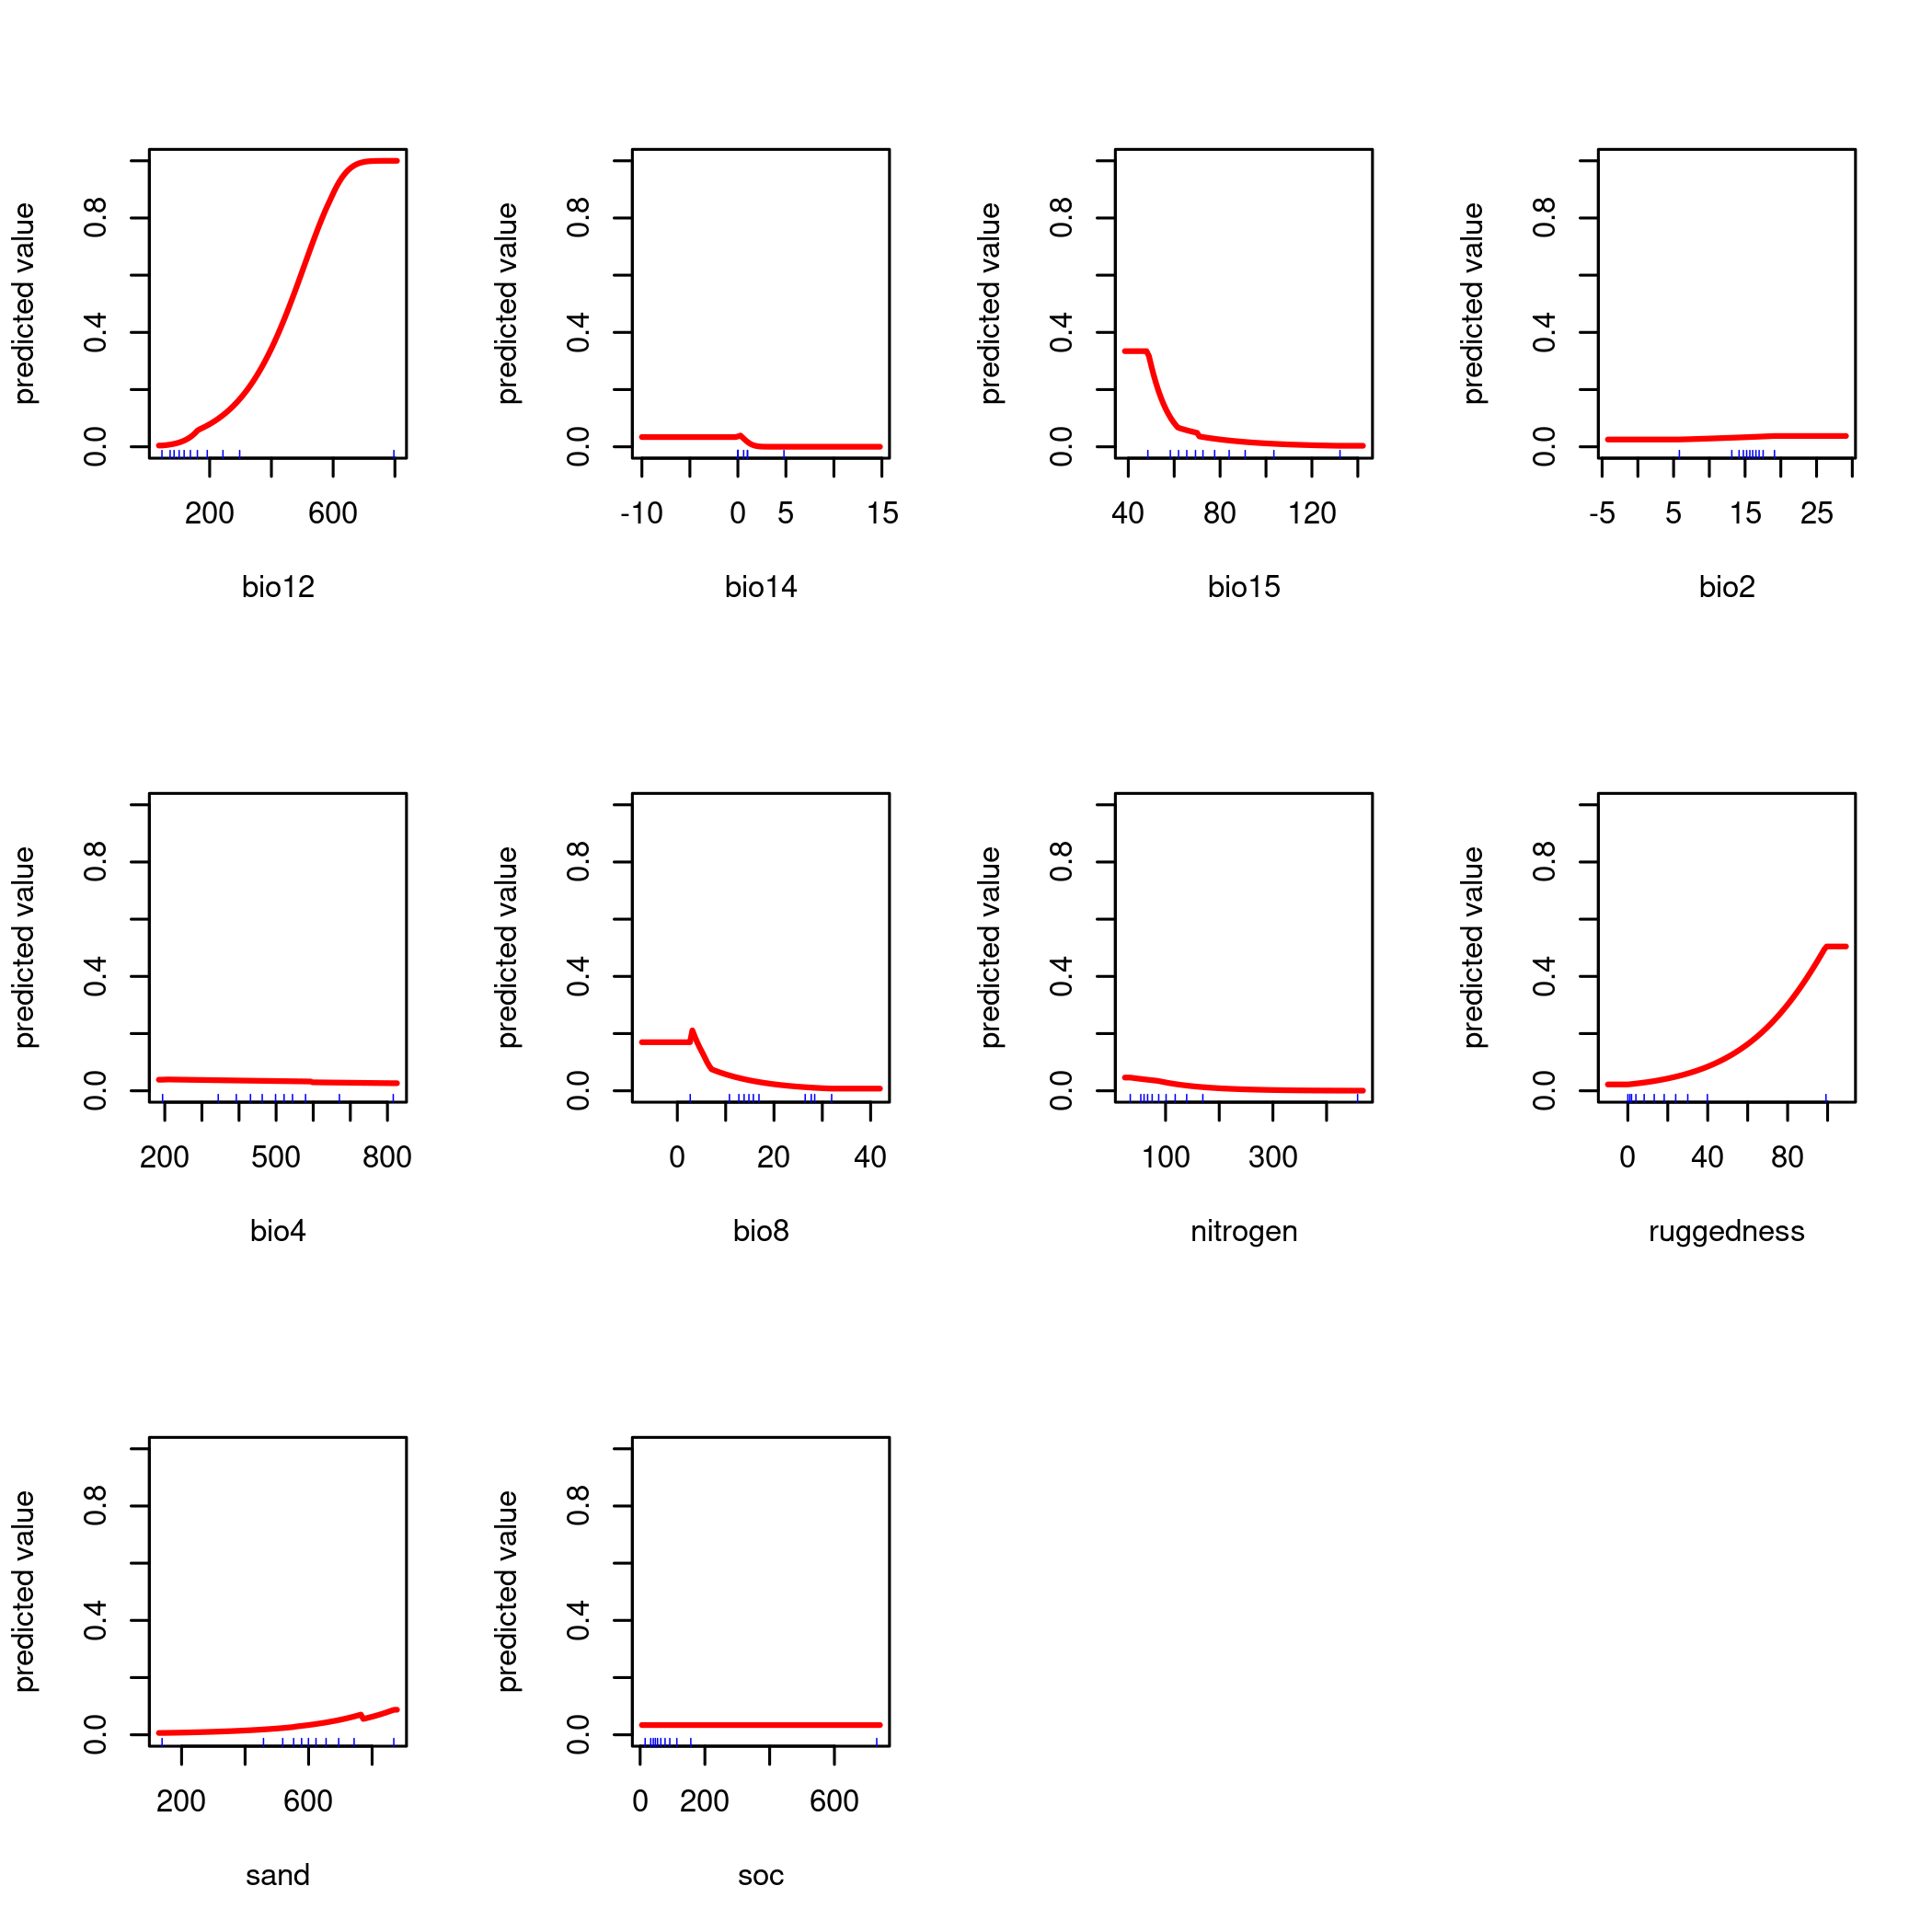 predicted value
0.0 0.4 0.8
200 600
bio12
predicted value
0.0 0.4 0.8
-10 0 5 15
bio14
predicted value
0.0 0.4 0.8
40 80 120
bio15
predicted value
0.0 0.4 0.8
-5 5 15 25
bio2
predicted value
0.0 0.4 0.8
200 500 800
bio4
predicted value
0.0 0.4 0.8
0 20 40
bio8
predicted value
0.0 0.4 0.8
100 300
nitrogen
predicted value
0.0 0.4 0.8
0 40 80
ruggedness
predicted value
0.0 0.4 0.8
200 600
sand
predicted value
0.0 0.4 0.8
0 200 600
soc